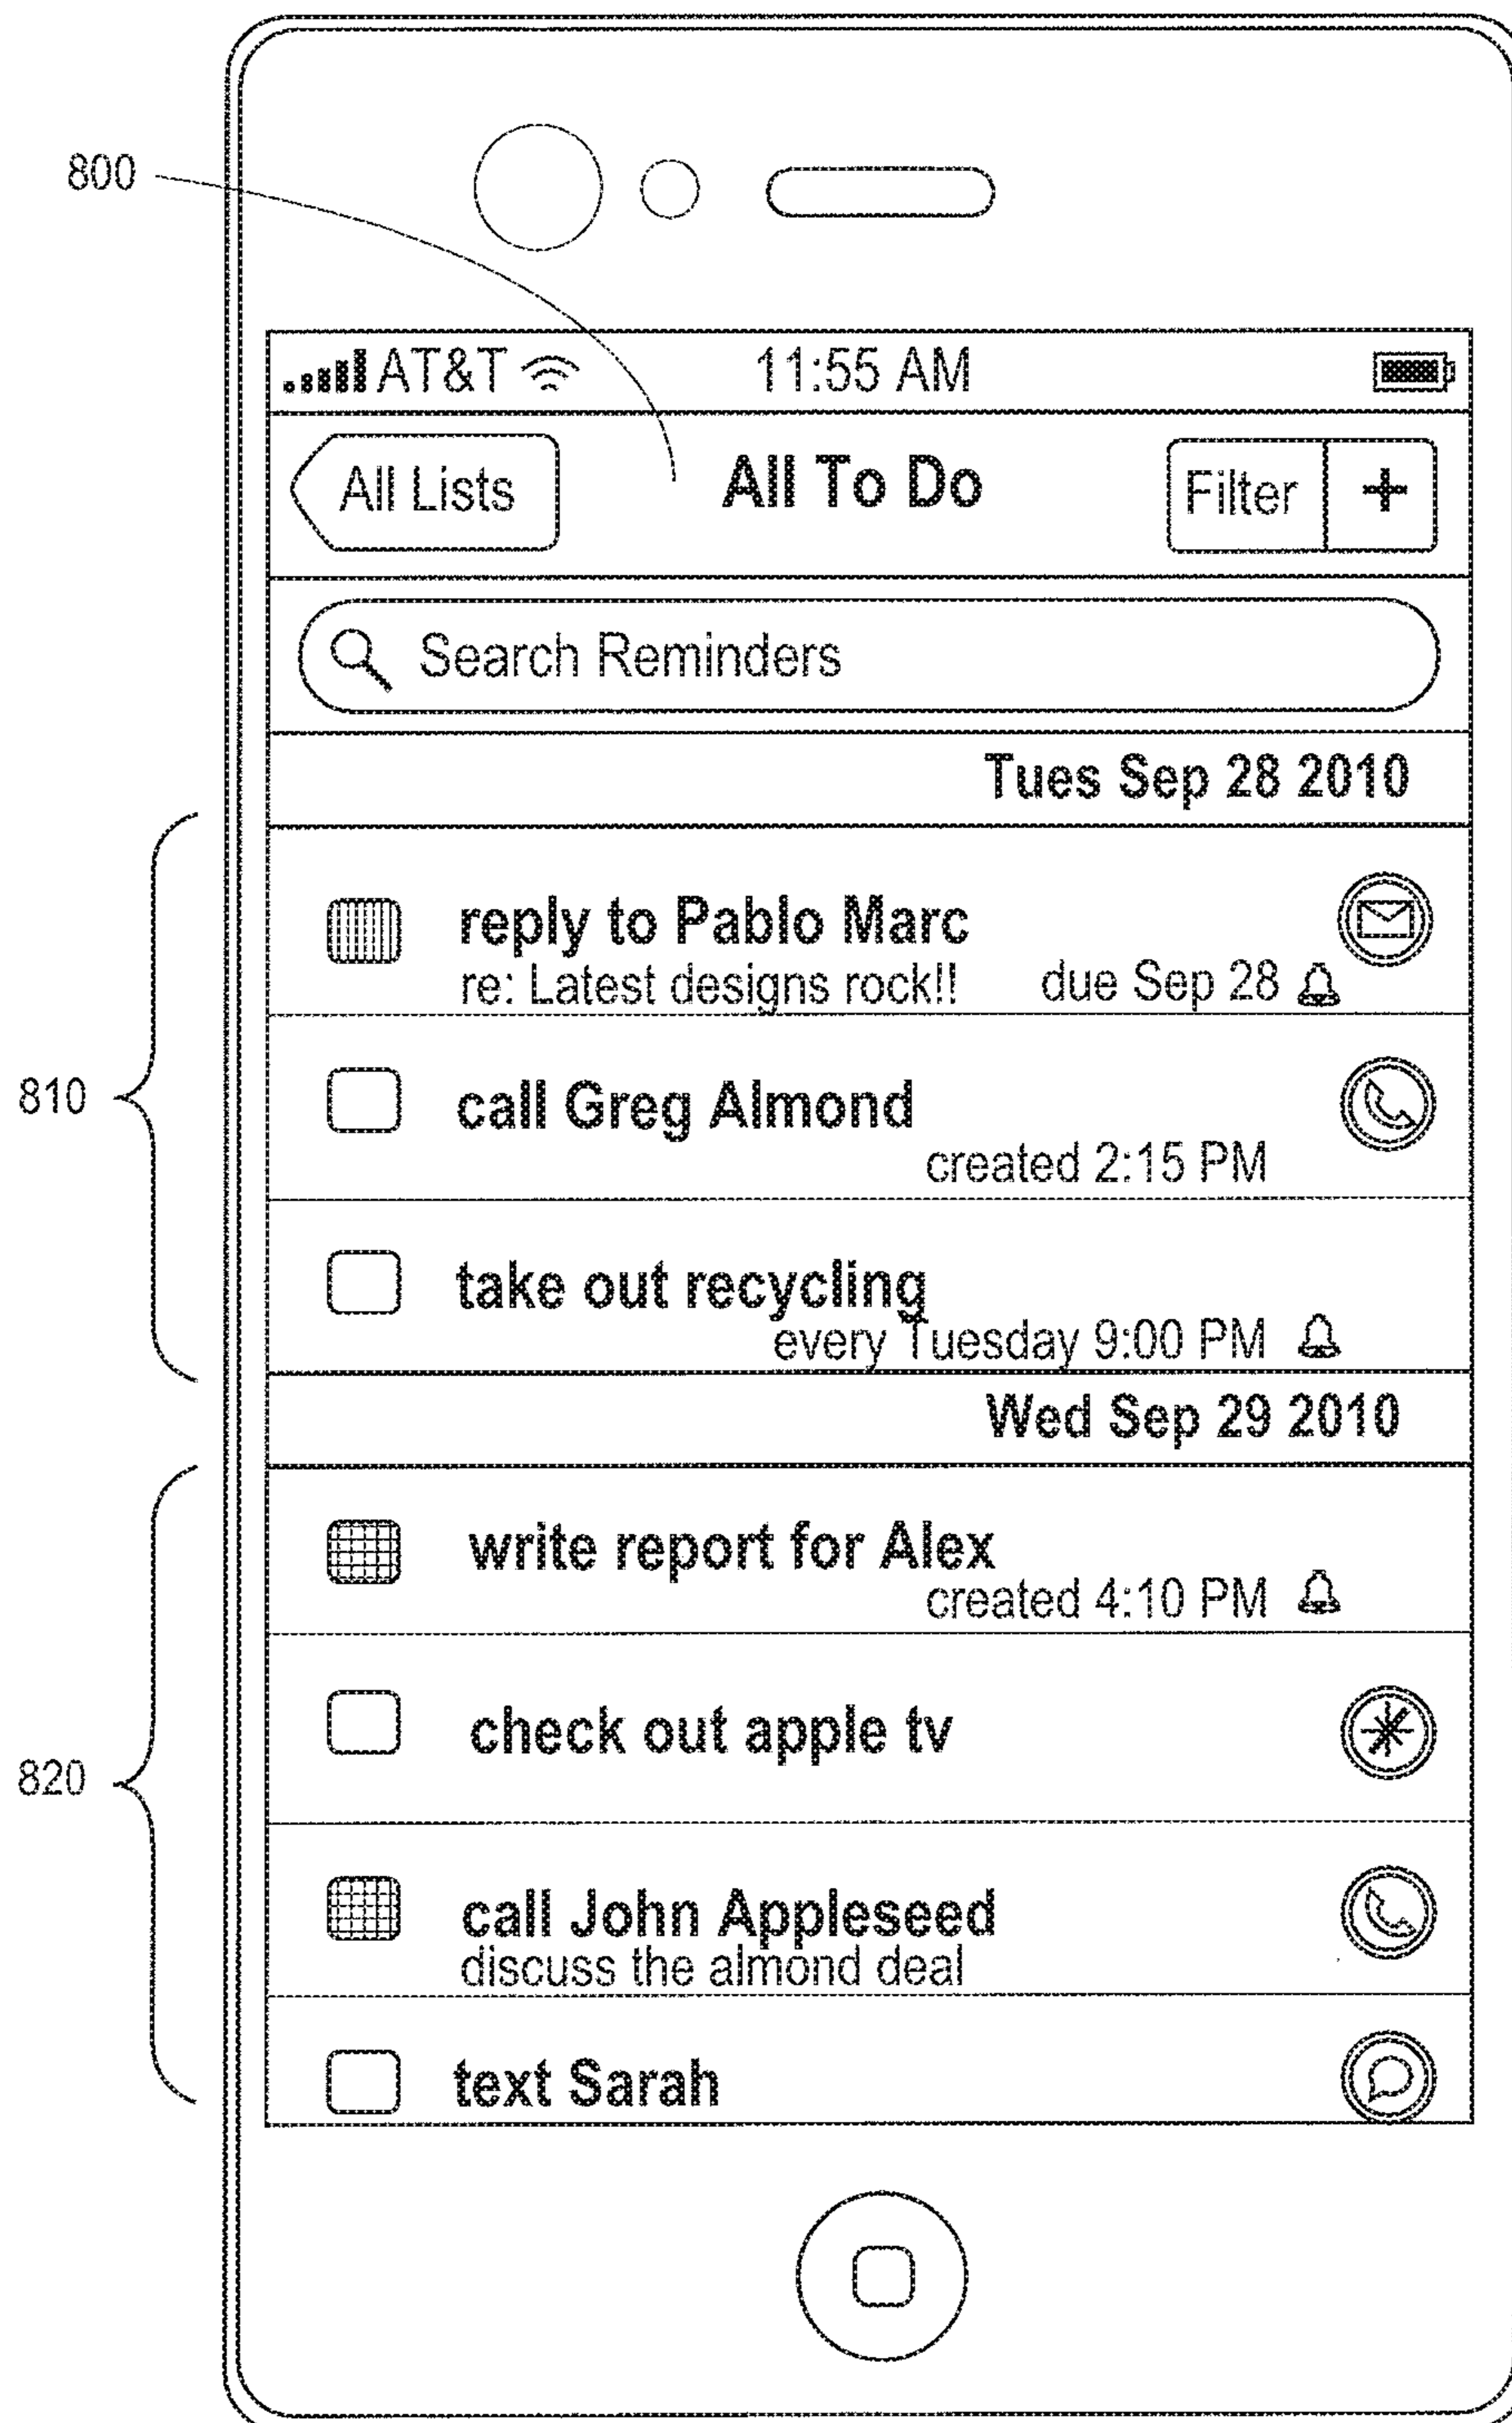 800
AT&T 11:55 AM
All Lists All To Do Filter +
Search Reminders
Tues Sep 28 2010
reply to Pablo Marc
re: Latest designs rock!! due Sep 28
810
call Greg Almond
created 2:15 PM
take out recycling
every Tuesday 9:00 PM
Wed Sep 29 2010
write report for Alex
created 4:10 PM
check out apple tv
820
call John Appleseed
discuss the almond deal
text Sarah